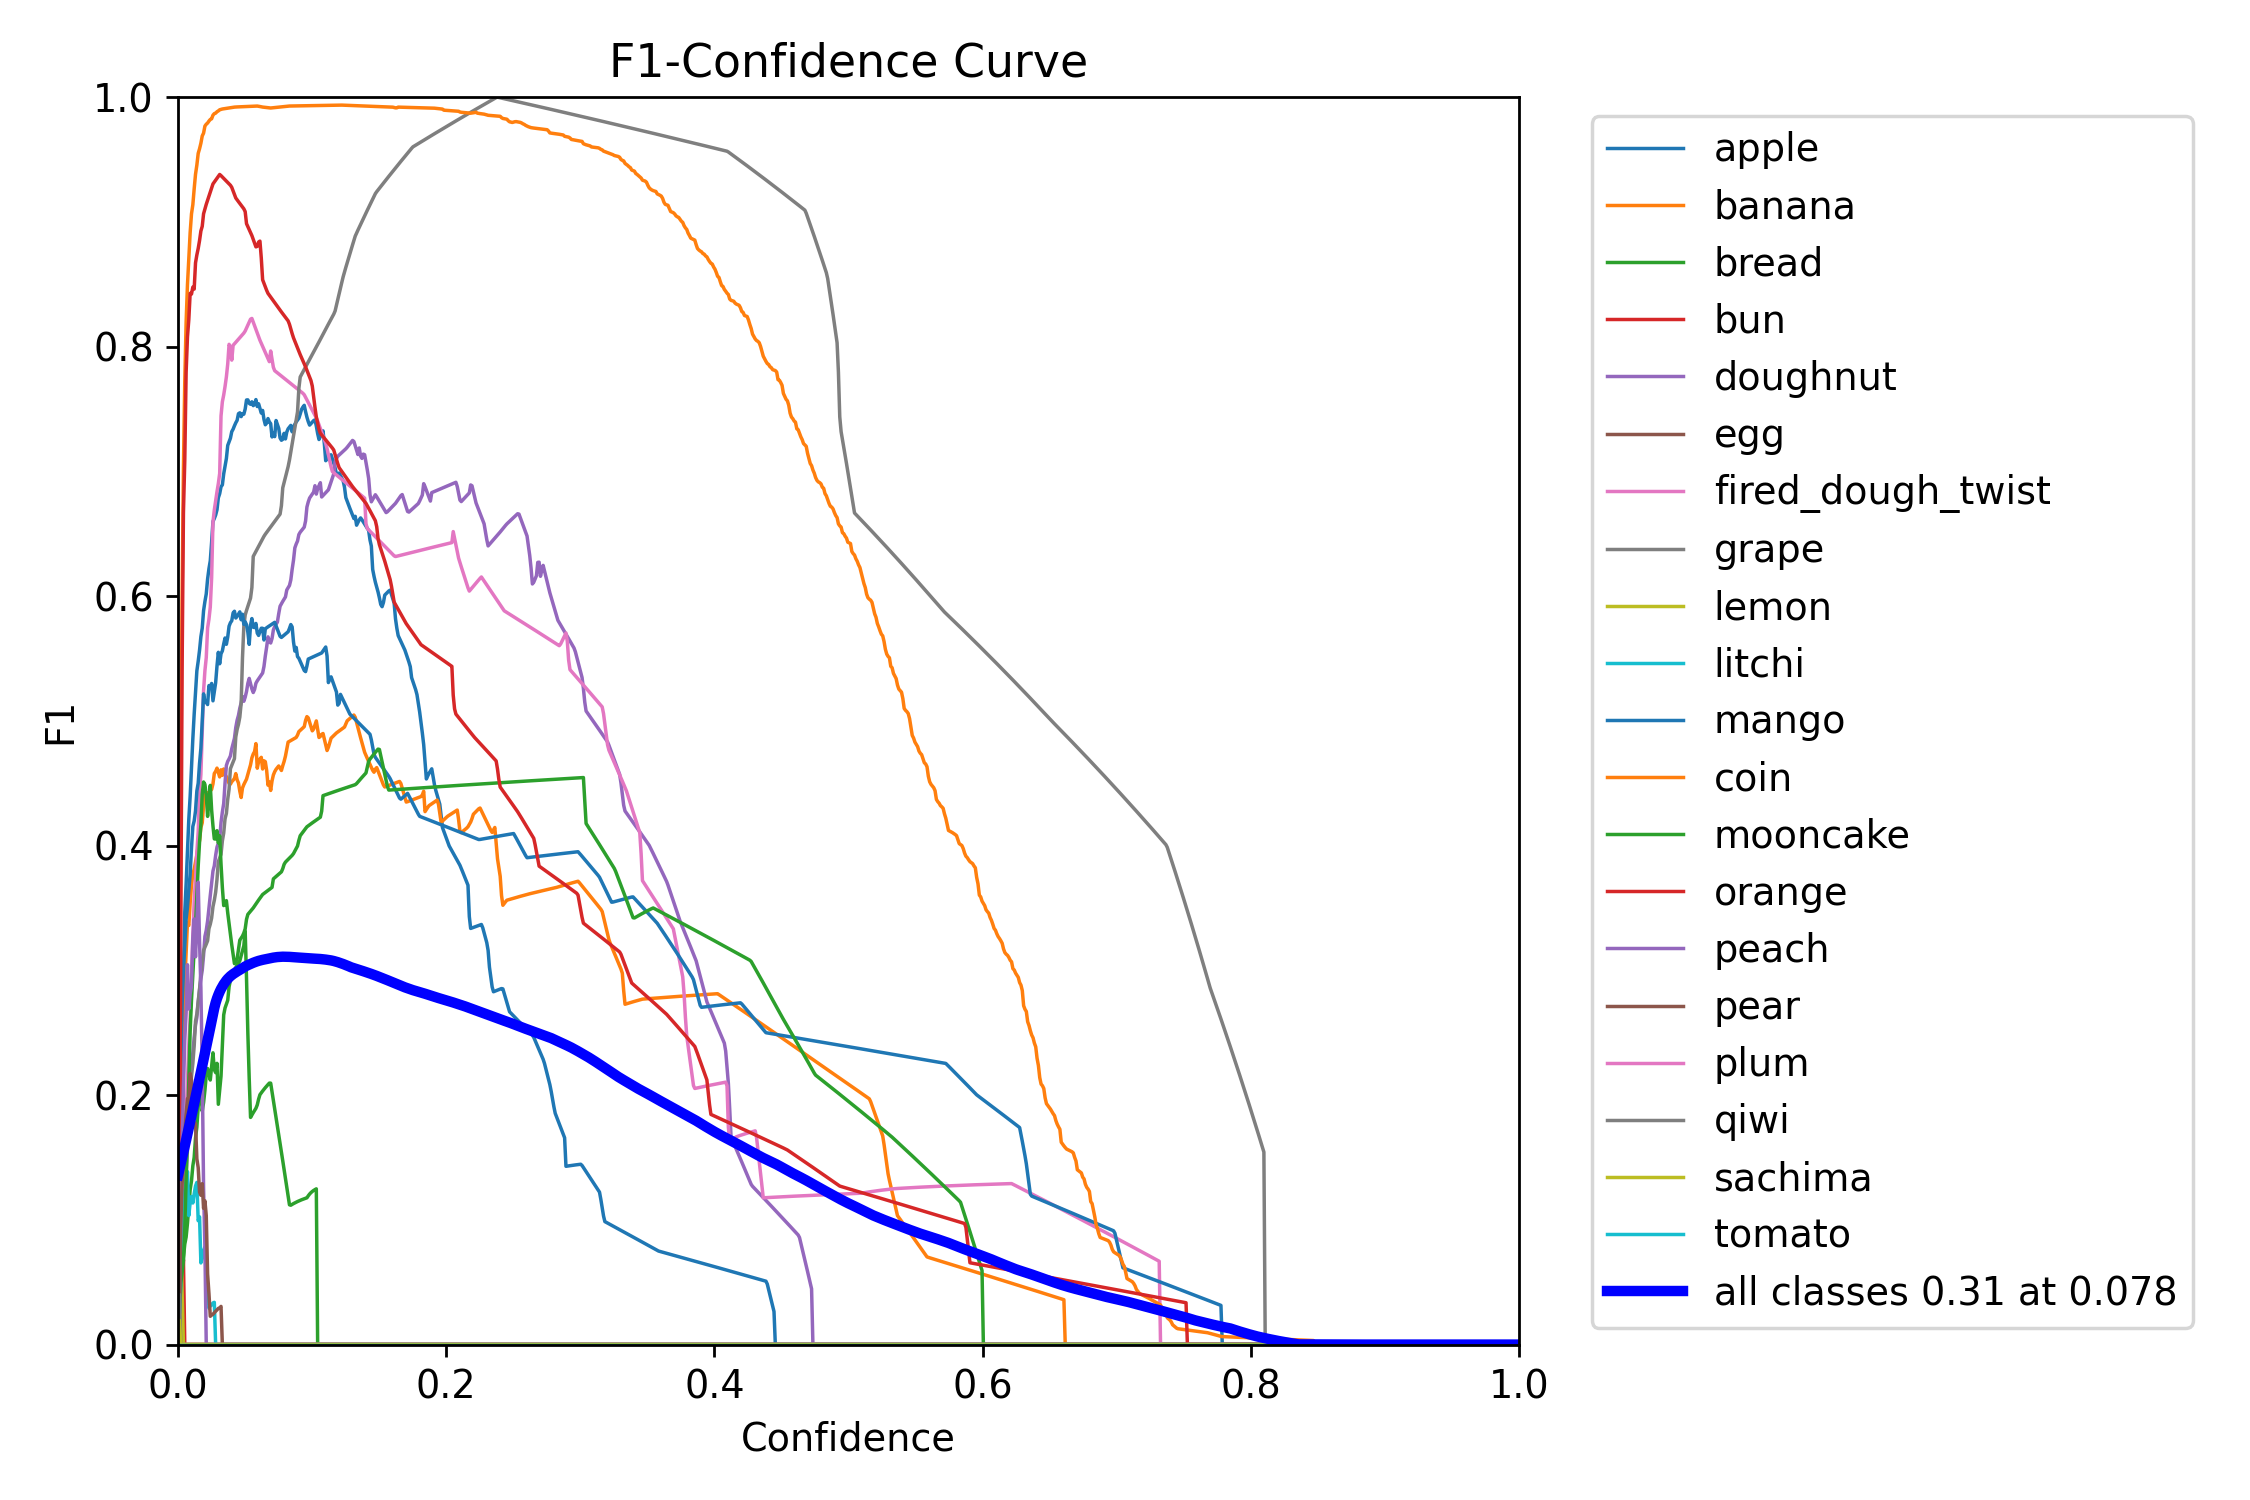 F1-Confidence Curve
1.0
0.8
0.6
0.4
0.2
0.0
F1
0.0 0.2 0.4 0.6 0.8 1.0
Confidence
apple
banana
bread
bun
doughnut
egg
fired_dough_twist
grape
lemon
litchi
mango
coin
mooncake
orange
peach
pear
plum
qiwi
sachima
tomato
all classes 0.31 at 0.078